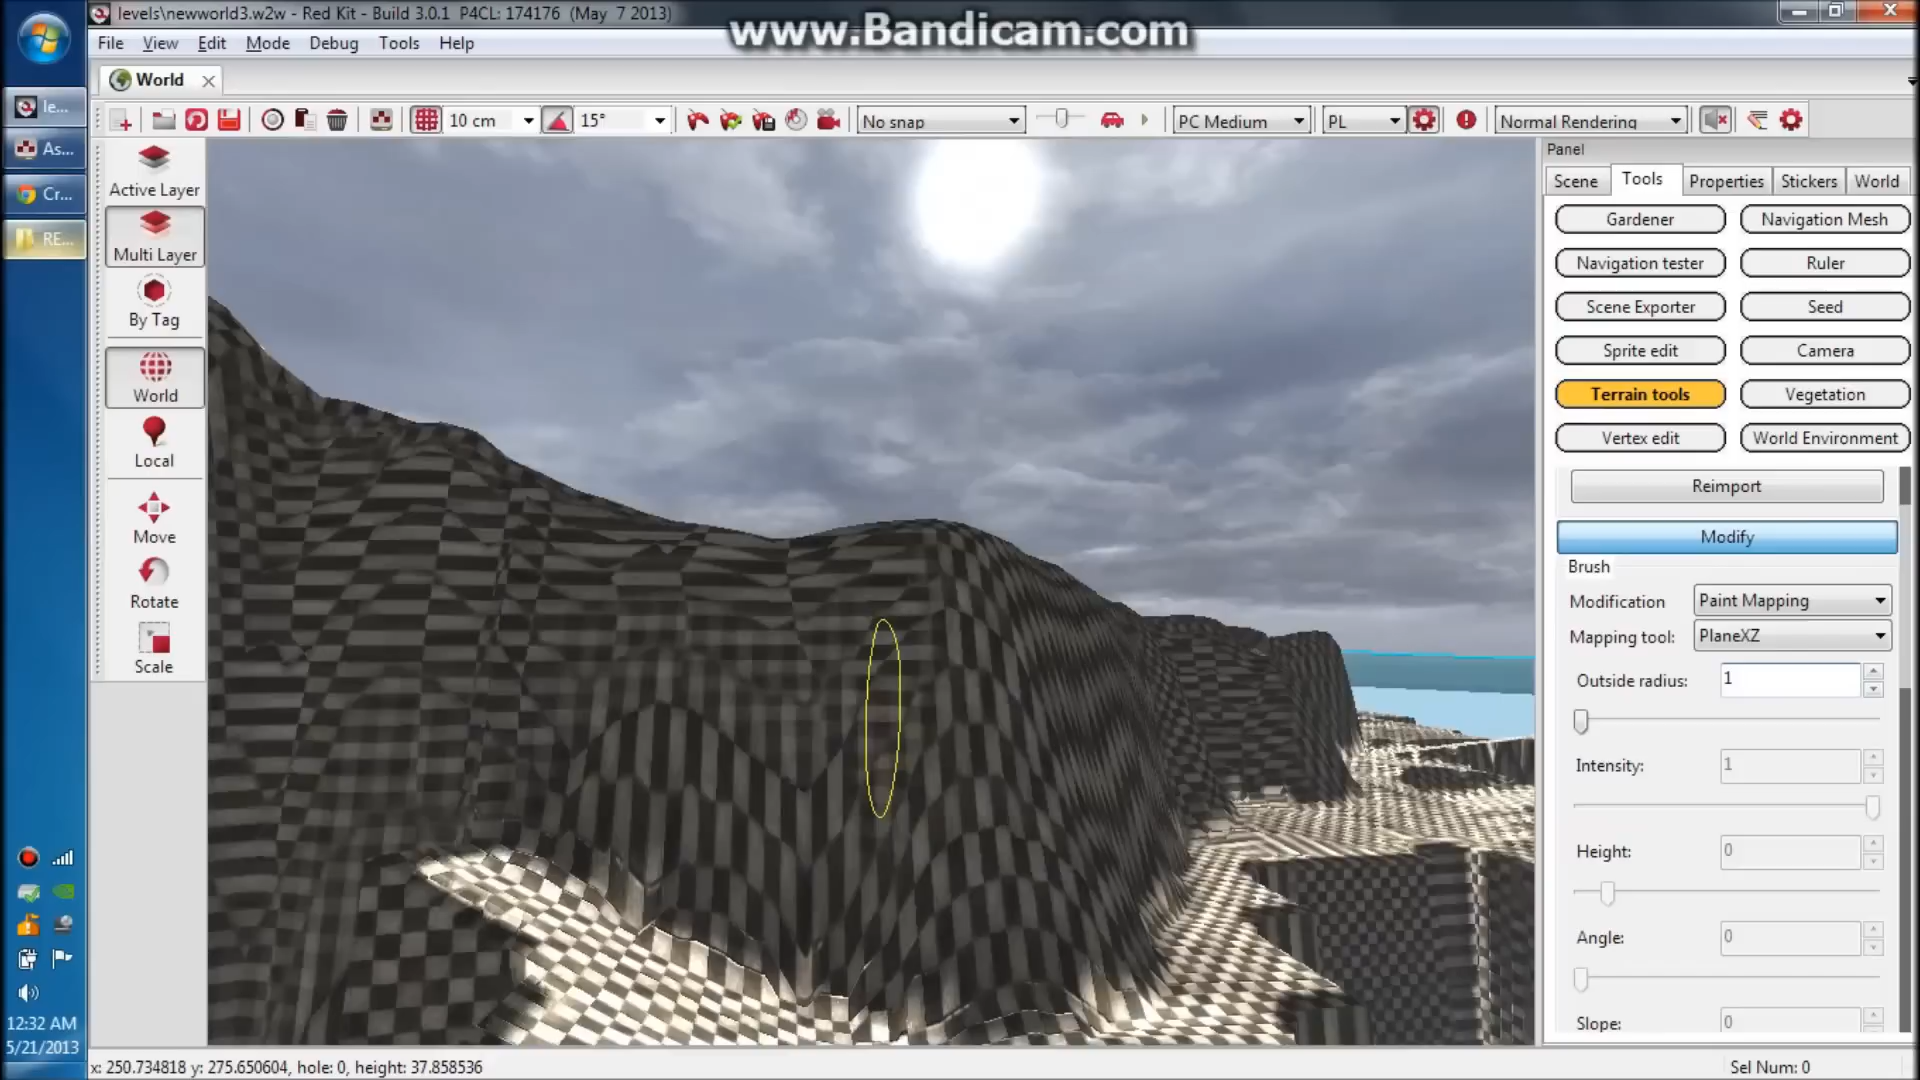 levels\newworld3.w2w - Red Kit - Build 3.0.1  P4CL: 174176  (May  7 2013)
www.Bandicam.com
File View Edit Mode Debug Tools Help
World
10 cm 15° No snap PC Medium PL Normal Rendering
le...
As...
Cr...
RE...
Active Layer
Multi Layer
By Tag
World
Local
Move
Rotate
Scale
Panel
Scene Tools Properties Stickers World
Gardener Navigation Mesh
Navigation tester Ruler
Scene Exporter Seed
Sprite edit Camera
Terrain tools Vegetation
Vertex edit World Environment
Reimport
Modify
Brush
Modification Paint Mapping
Mapping tool: PlaneXZ
Outside radius: 1
Intensity: 1
Height: 0
Angle: 0
Slope: 0
12:32 AM
5/21/2013
x: 250.734818 y: 275.650604, hole: 0, height: 37.858536
Sel Num: 0